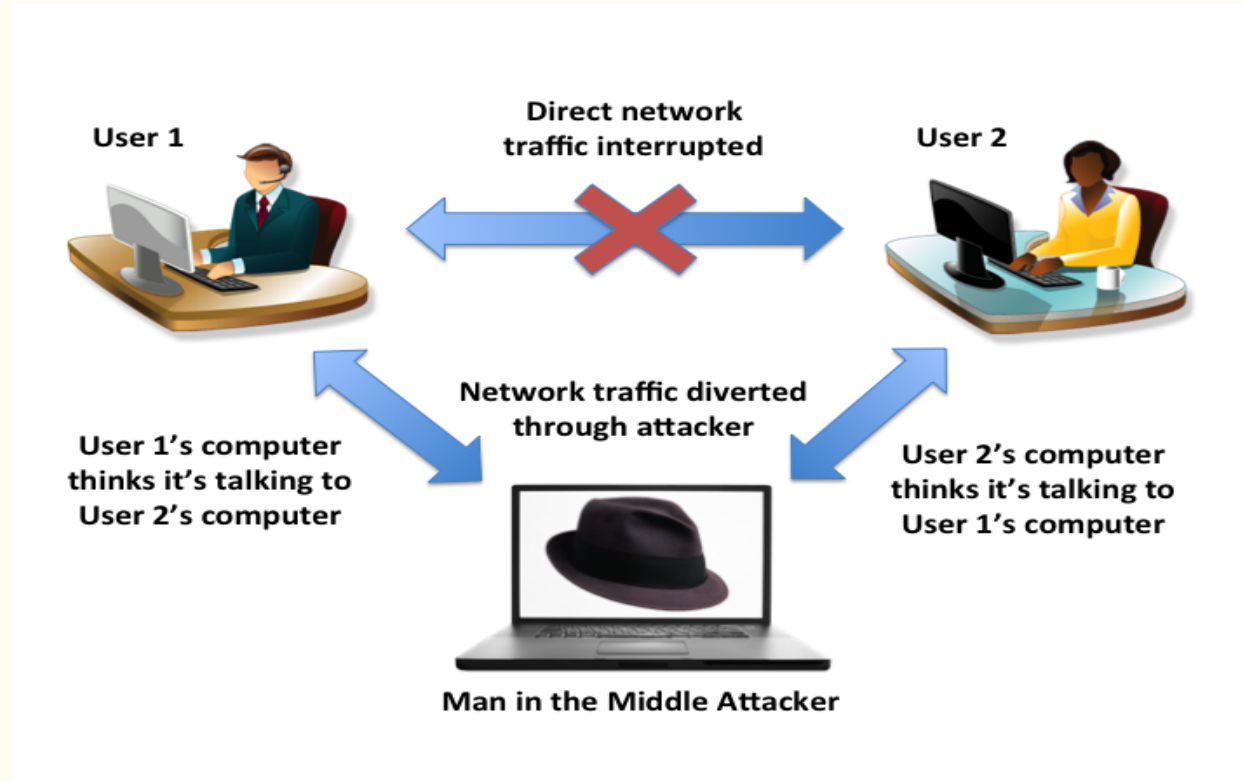 User 1
Direct network
traffic interrupted
User 2
Network traffic diverted
through attacker
User 1’s computer
thinks it’s talking to
User 2’s computer
User 2’s computer
thinks it’s talking to
User 1’s computer
Man in the Middle Attacker